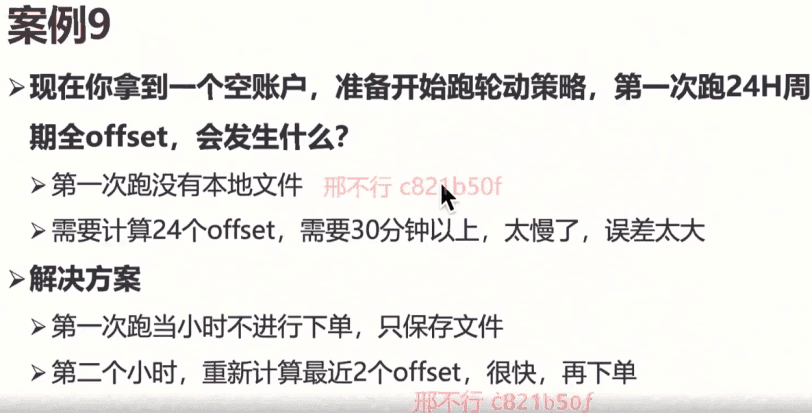 案例9
➢现在你拿到一个空账户，准备开始跑轮动策略，第一次跑24H周
期全offset，会发生什么？
➢第一次跑没有本地文件 邢不行 c821b50f
➢需要计算24个offset，需要30分钟以上，太慢了，误差太大
➢解决方案
➢第一次跑当小时不进行下单，只保存文件
➢第二个小时，重新计算最近2个offset，很快，再下单
邢不行 c821b50f